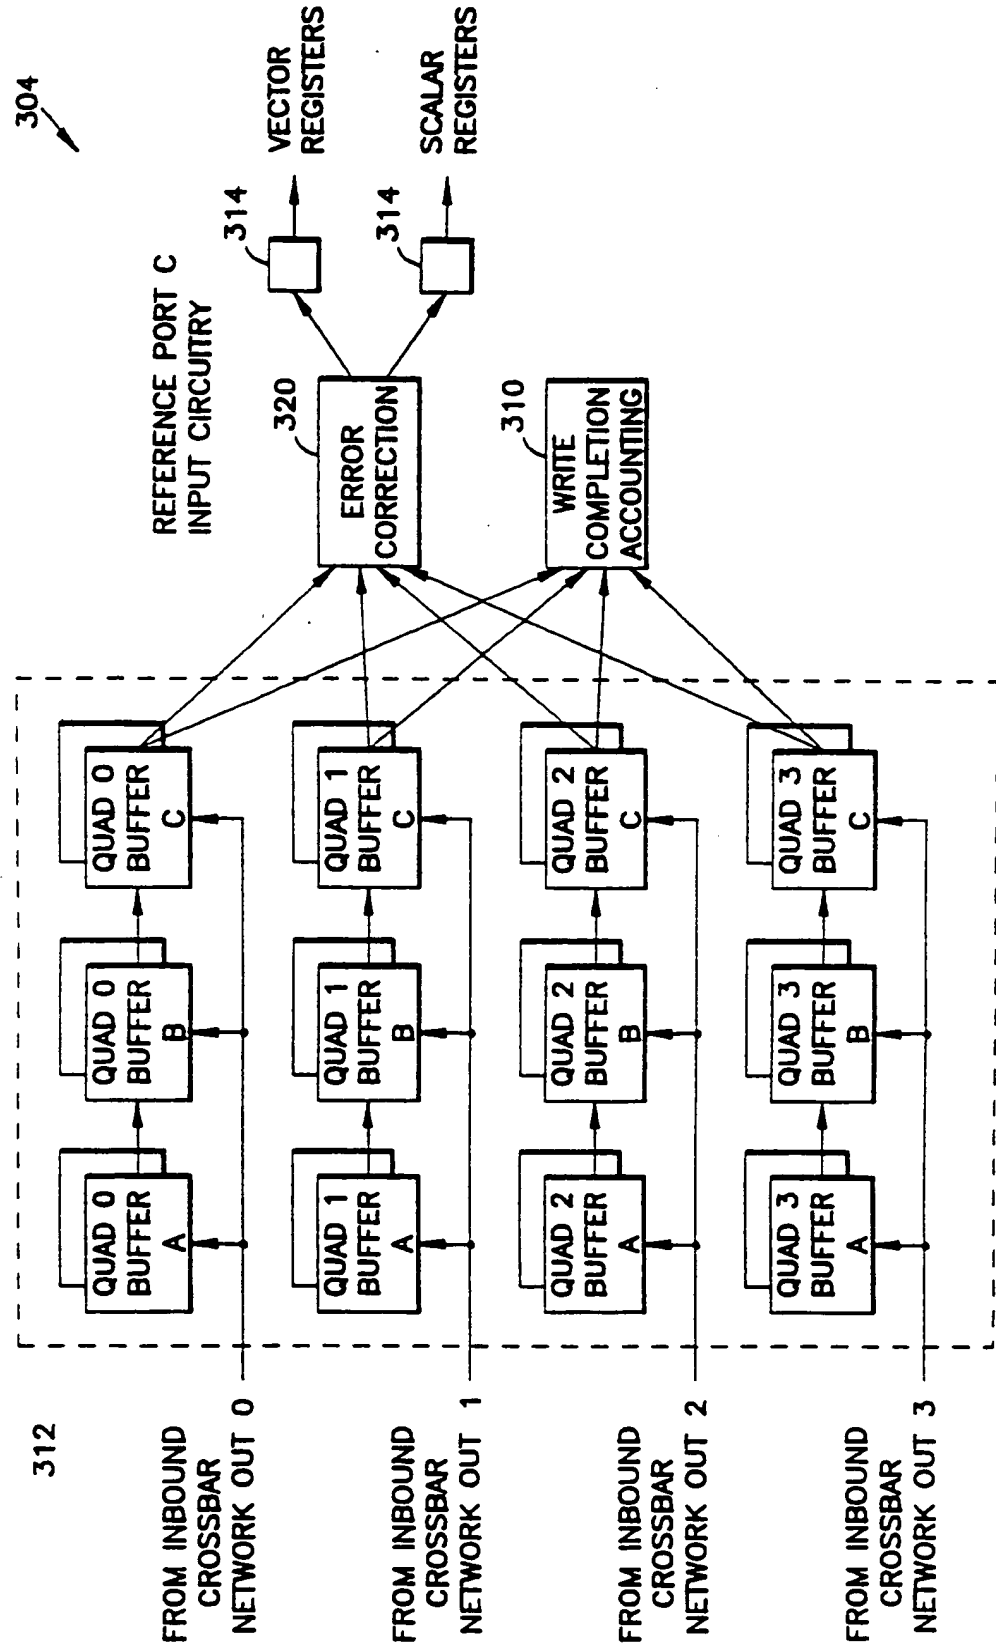 304
REFERENCE PORT C
INPUT CIRCUITRY
312
FROM INBOUND
CROSSBAR
NETWORK OUT 0
QUAD 0
BUFFER
A
QUAD 0
BUFFER
B
QUAD 0
BUFFER
C
FROM INBOUND
CROSSBAR
NETWORK OUT 1
QUAD 1
BUFFER
A
QUAD 1
BUFFER
B
QUAD 1
BUFFER
C
FROM INBOUND
CROSSBAR
NETWORK OUT 2
QUAD 2
BUFFER
A
QUAD 2
BUFFER
B
QUAD 2
BUFFER
C
FROM INBOUND
CROSSBAR
NETWORK OUT 3
QUAD 3
BUFFER
A
QUAD 3
BUFFER
B
QUAD 3
BUFFER
C
320
ERROR
CORRECTION
310
WRITE
COMPLETION
ACCOUNTING
314
VECTOR
REGISTERS
314
SCALAR
REGISTERS